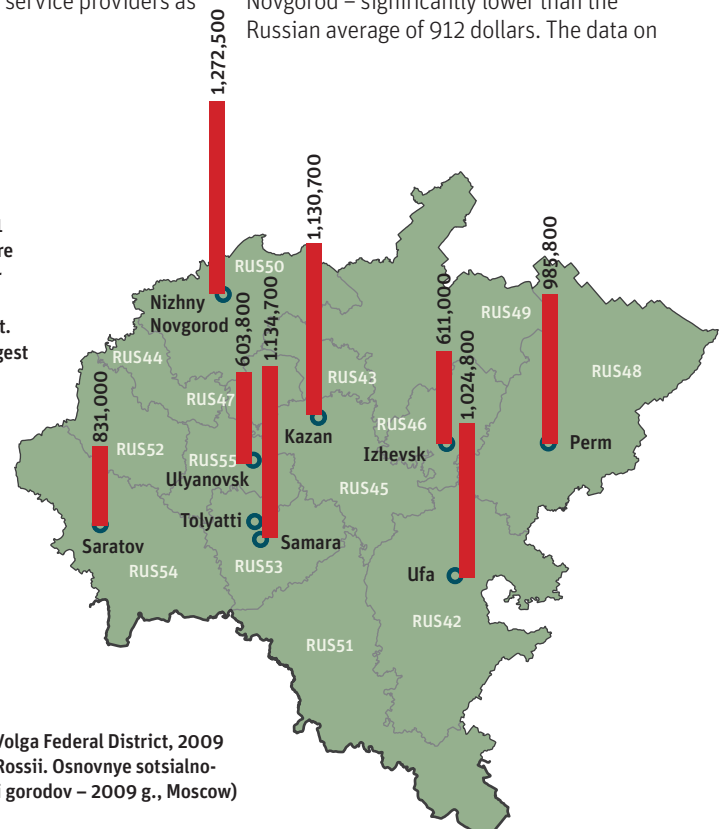 service providers as
Novgorod – significantly lower than the
Russian average of 912 dollars. The data on
1,272,500
1,130,700
re
t.
gest
RUS50
Nizhny
Novgorod
603,800
1.134,700
611,000
985,800
RUS49
RUS44
RUS43
RUS48
831,000
RUS47
1,024,800
RUS46
Kazan
Izhevsk
Perm
RUS52
RUS55
Ulyanovsk
RUS45
Tolyatti
Samara
Saratov
RUS53
RUS54
Ufa
RUS42
RUS51
Volga Federal District, 2009
Rossii. Osnovnye sotsialno-
i gorodov – 2009 g., Moscow)